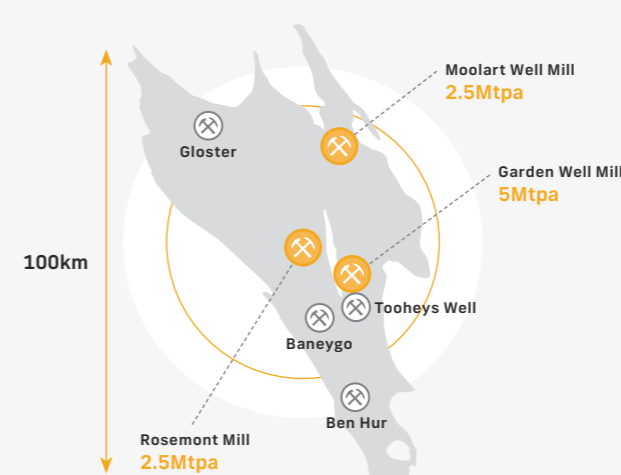 Moolart Well Mill
2.5Mtpa
Gloster
Garden Well Mill
5Mtpa
100km
Tooheys Well
Baneygo
Ben Hur
Rosemont Mill
2.5Mtpa